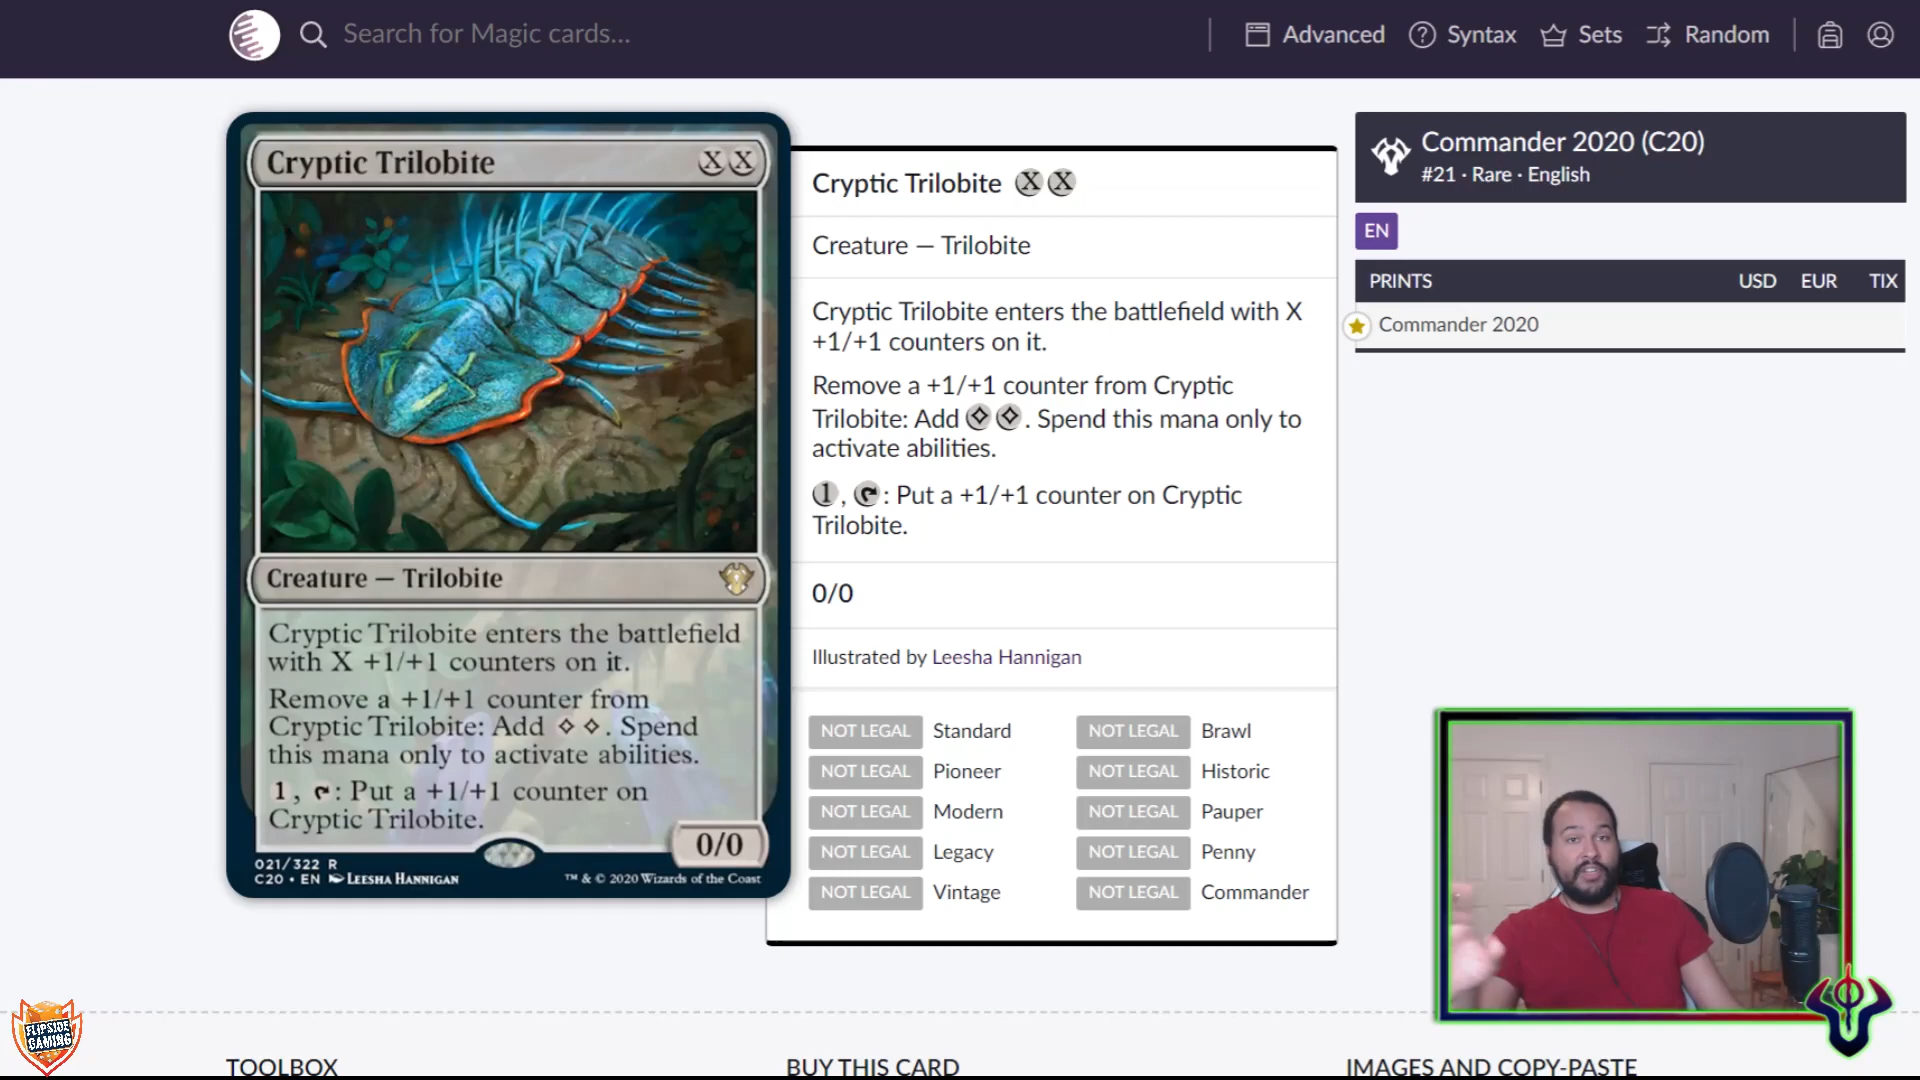 Search for Magic cards...
Advanced
Syntax
Sets
Random
Cryptic Trilobite X X
Creature — Trilobite
Cryptic Trilobite enters the battlefield
with X +1/+1 counters on it.
Remove a +1/+1 counter from
Cryptic Trilobite: Add . Spend
this mana only to activate abilities.
1, : Put a +1/+1 counter on
Cryptic Trilobite.
0/0
021/322 R
C20 • EN LEESHA HANNIGAN
™ & © 2020 Wizards of the Coast
Cryptic Trilobite X X
Creature — Trilobite
Cryptic Trilobite enters the battlefield with X
+1/+1 counters on it.
Remove a +1/+1 counter from Cryptic
Trilobite: Add . Spend this mana only to
activate abilities.
1, : Put a +1/+1 counter on Cryptic
Trilobite.
0/0
Illustrated by Leesha Hannigan
NOT LEGAL Standard NOT LEGAL Brawl
NOT LEGAL Pioneer NOT LEGAL Historic
NOT LEGAL Modern NOT LEGAL Pauper
NOT LEGAL Legacy NOT LEGAL Penny
NOT LEGAL Vintage NOT LEGAL Commander
Commander 2020 (C20)
#21 · Rare · English
EN
PRINTS USD EUR TIX
Commander 2020
FLIPSIDE
GAMING
TOOLBOX
BUY THIS CARD
IMAGES AND COPY-PASTE